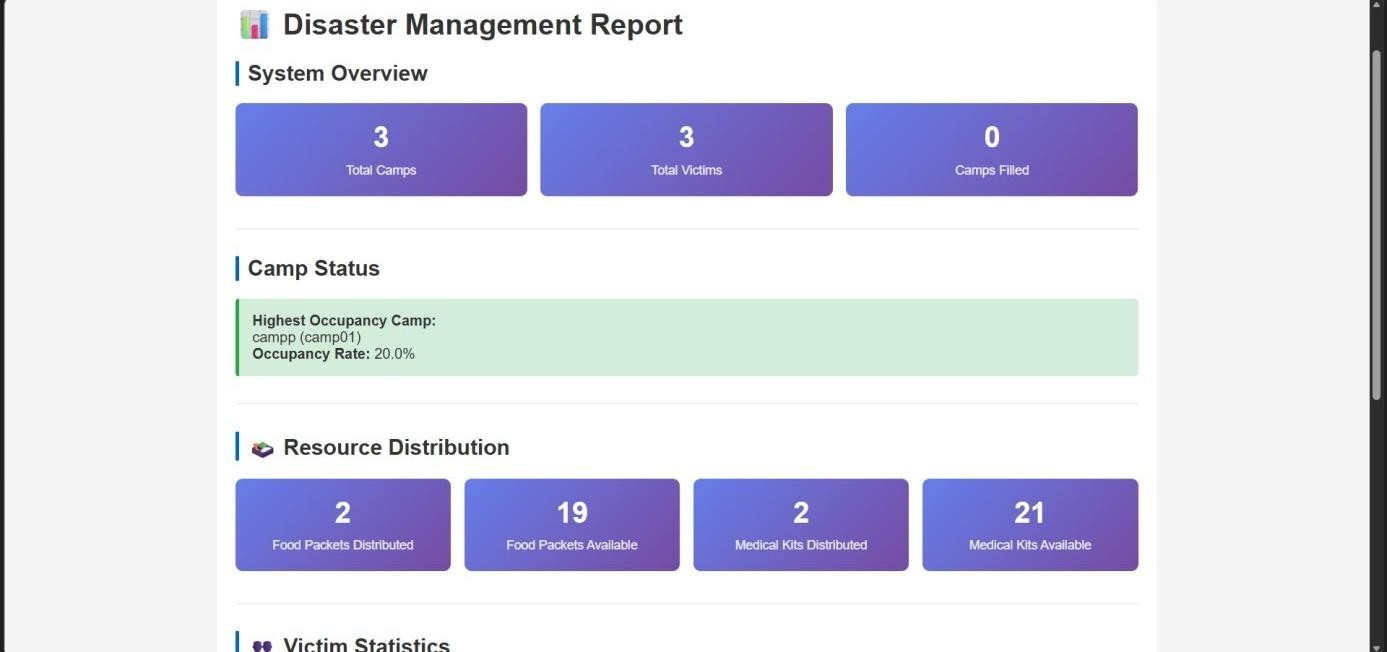 Disaster Management Report
System Overview
3
Total Camps
3
Total Victims
0
Camps Filled
Camp Status
Highest Occupancy Camp:
campp (camp01)
Occupancy Rate: 20.0%
Resource Distribution
2
Food Packets Distributed
19
Food Packets Available
2
Medical Kits Distributed
21
Medical Kits Available
Victim Statistics